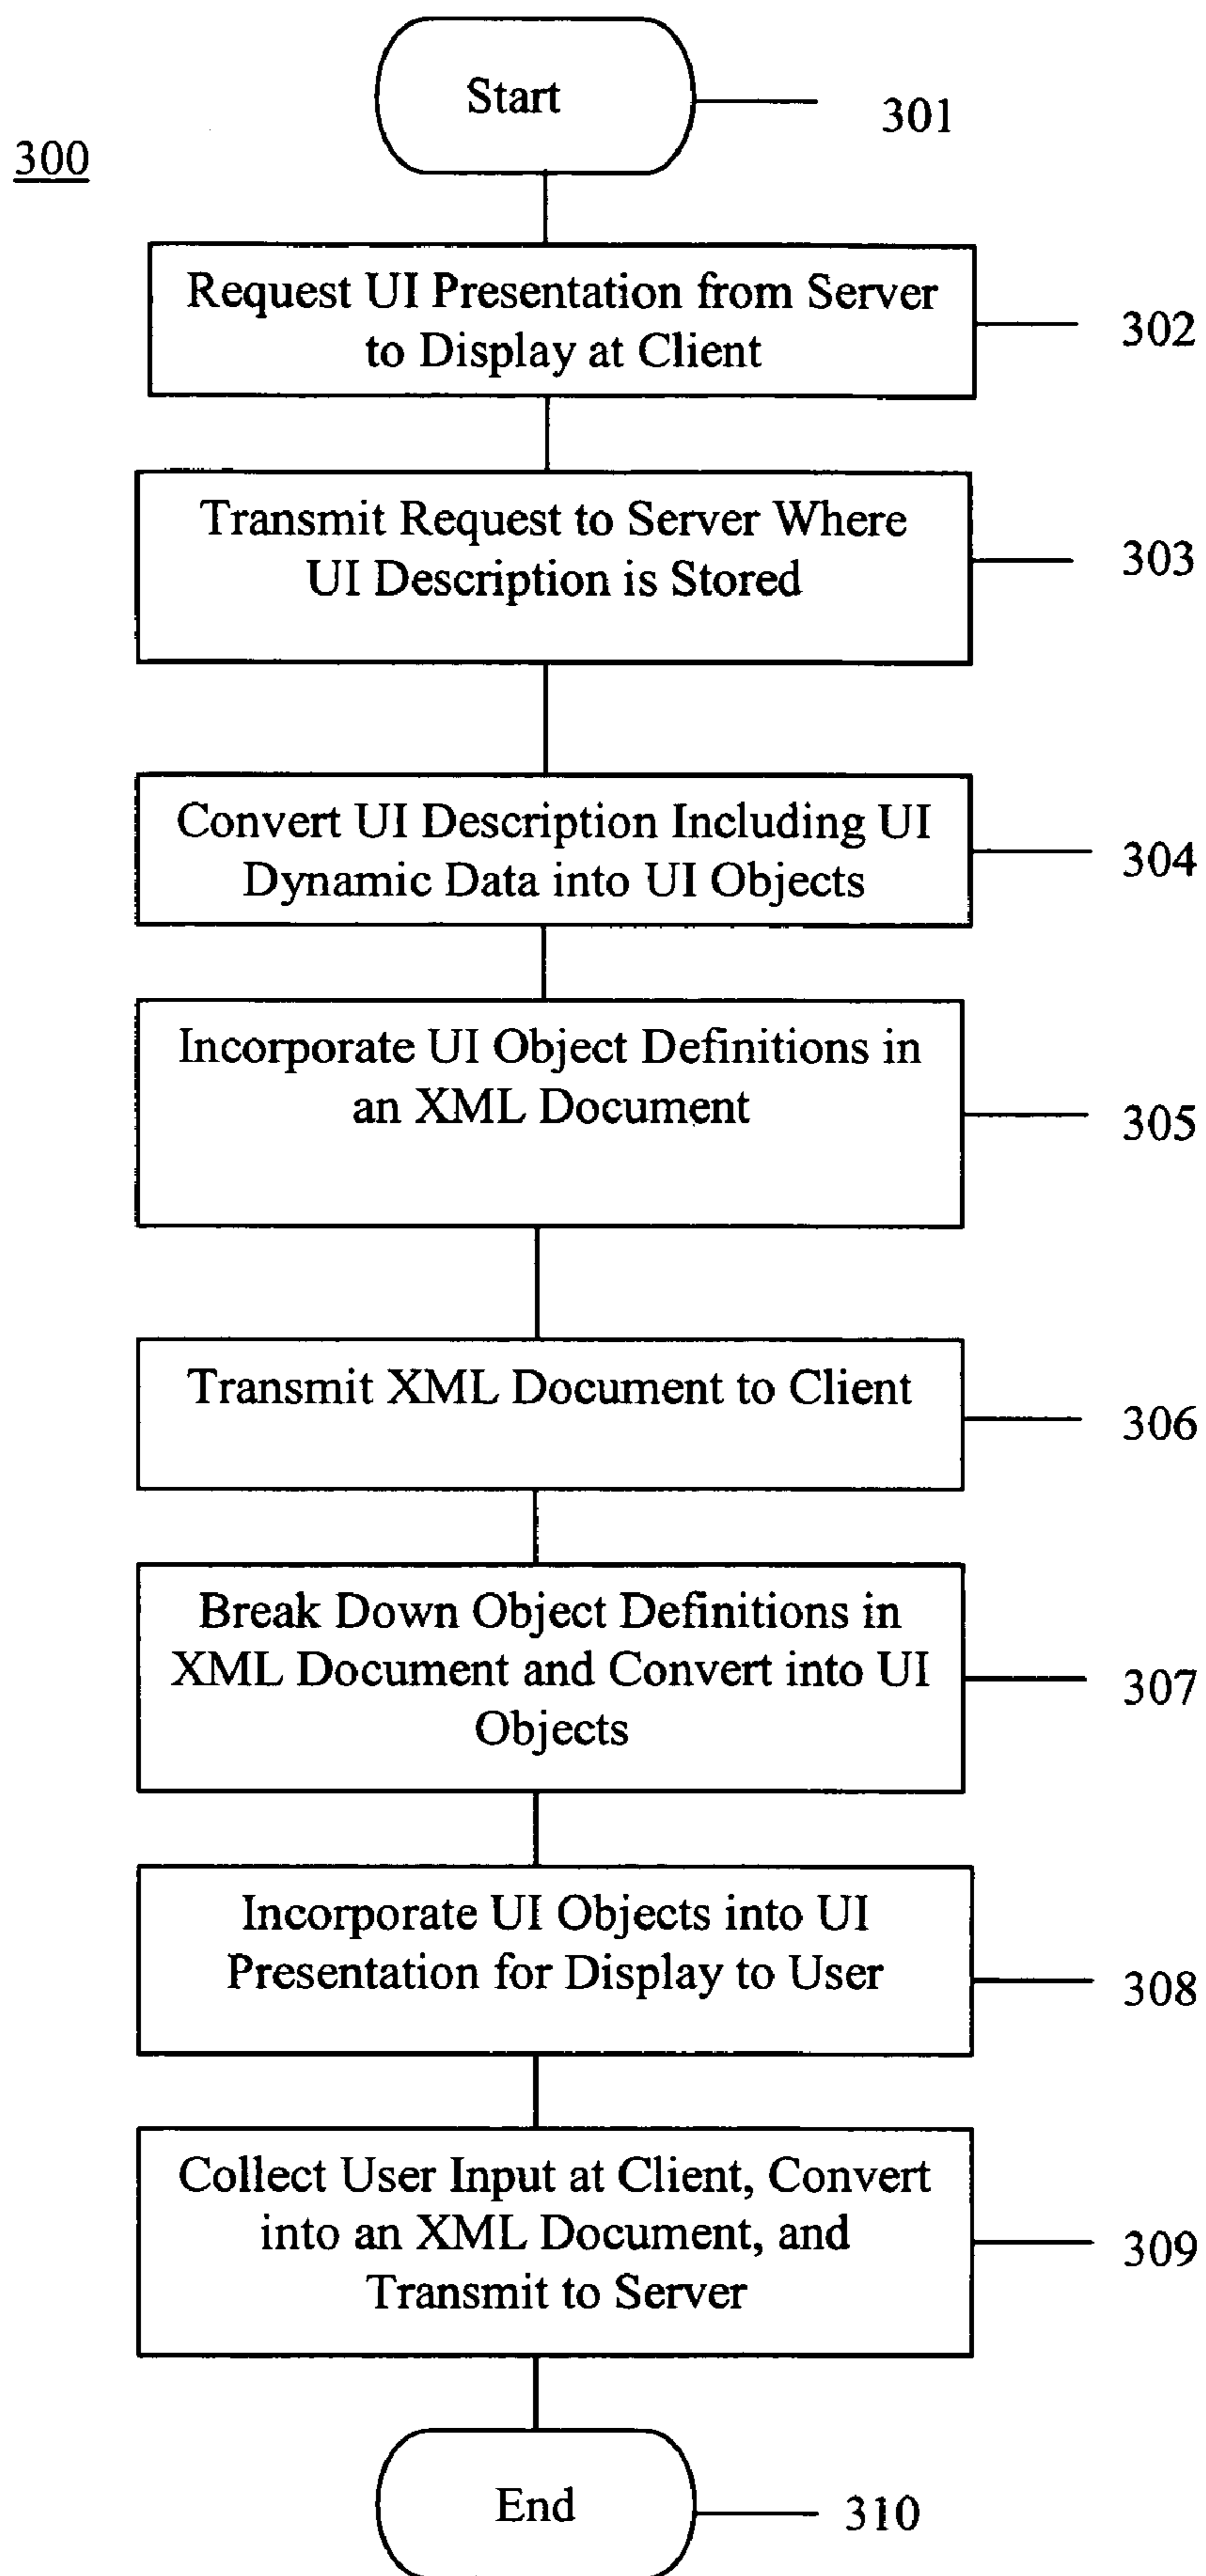 Start
301
300
Request UI Presentation from Server
to Display at Client
302
Transmit Request to Server Where
UI Description is Stored
303
Convert UI Description Including UI
Dynamic Data into UI Objects
304
Incorporate UI Object Definitions in
an XML Document
305
Transmit XML Document to Client
306
Break Down Object Definitions in
XML Document and Convert into UI
Objects
307
Incorporate UI Objects into UI
Presentation for Display to User
308
Collect User Input at Client, Convert
into an XML Document, and
Transmit to Server
309
End
310